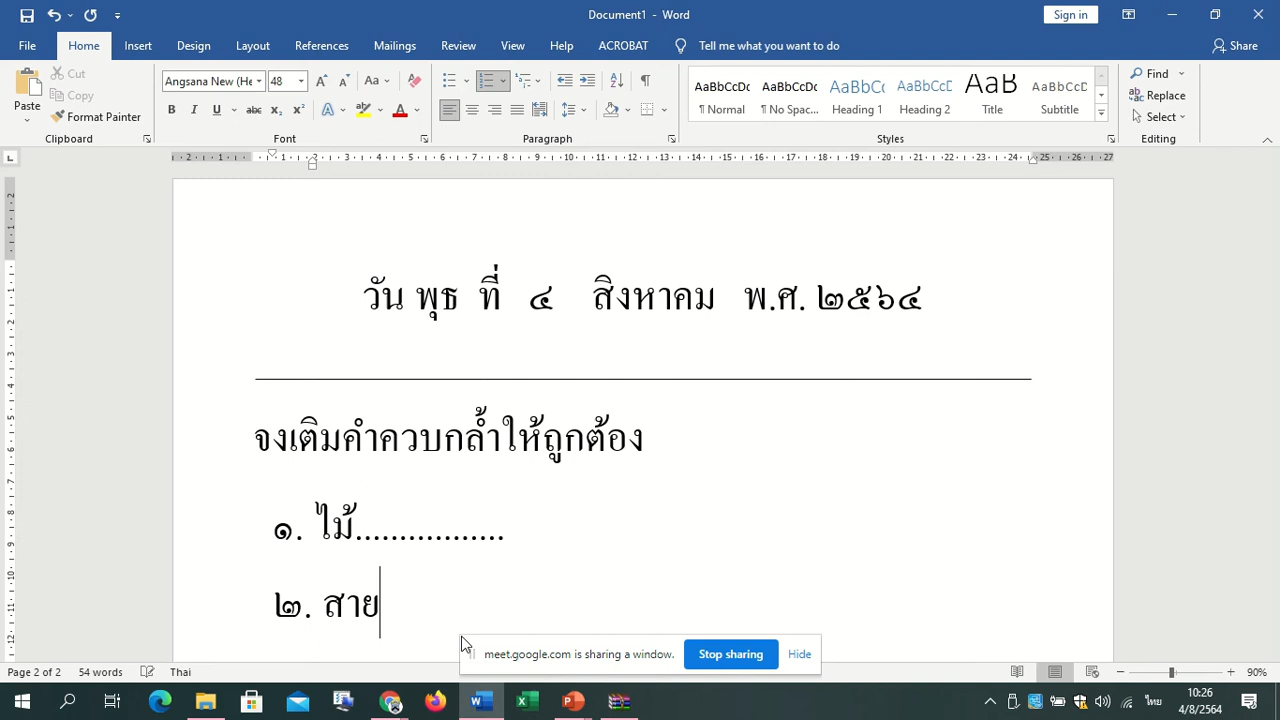 Document1 - Word
Sign in
File Home Insert Design Layout References Mailings Review View Help ACROBAT Tell me what you want to do Share
Paste
Cut
Copy
Format Painter
Angsana New (He 48
AaBbCcDc ¶ Normal
AaBbCcDc ¶ No Spac...
AaBbCc Heading 1
AaBbCcD Heading 2
AaB Title
AaBbCcD Subtitle
Find
Replace
Select
Clipboard Font Paragraph Styles Editing
วัน พุธ ที่ ๔ สิงหาคม พ.ศ. ๒๕๖๔
จงเติมคำควบกล้ำให้ถูกต้อง
๑. ไม้.................
๒. สาย
meet.google.com is sharing a window. Stop sharing Hide
Page 2 of 2 54 words Thai 90%
ไทย
10:26
4/8/2564